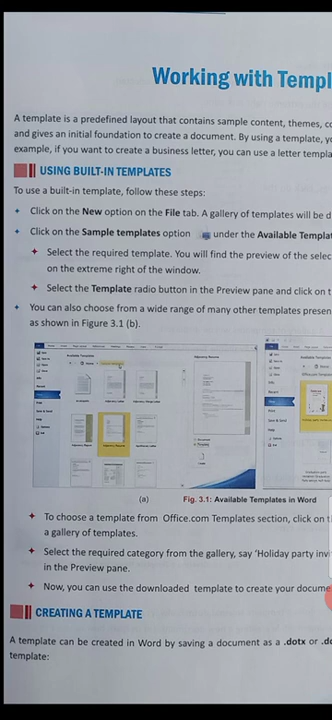 Working with Templ
A template is a predefined layout that contains sample content, themes, co
and gives an initial foundation to create a document. By using a template, yo
example, if you want to create a business letter, you can use a letter templa
USING BUILT-IN TEMPLATES
To use a built-in template, follow these steps:
Click on the New option on the File tab. A gallery of templates will be d
Click on the Sample templates option under the Available Templat
Select the required template. You will find the preview of the selec
on the extreme right of the window.
Select the Template radio button in the Preview pane and click on t
You can also choose from a wide range of many other templates presen
as shown in Figure 3.1 (b).
(a)
Fig. 3.1: Available Templates in Word
To choose a template from Office.com Templates section, click on t
a gallery of templates.
Select the required category from the gallery, say 'Holiday party invi
in the Preview pane.
Now, you can use the downloaded template to create your docume
CREATING A TEMPLATE
A template can be created in Word by saving a document as a .dotx or .do
template: